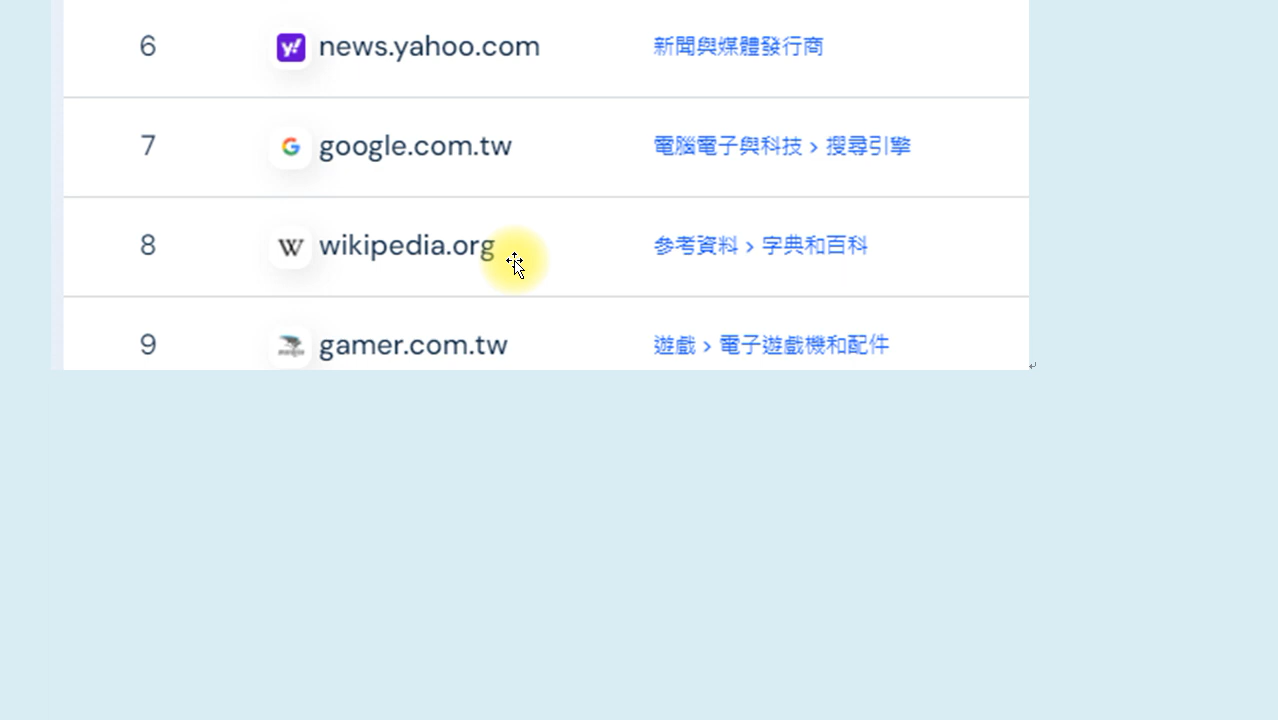 6 news.yahoo.com 新聞與媒體發行商
7 google.com.tw 電腦電子與科技 › 搜尋引擎
8 wikipedia.org 參考資料 › 字典和百科
9 gamer.com.tw 遊戲 › 電子遊戲機和配件